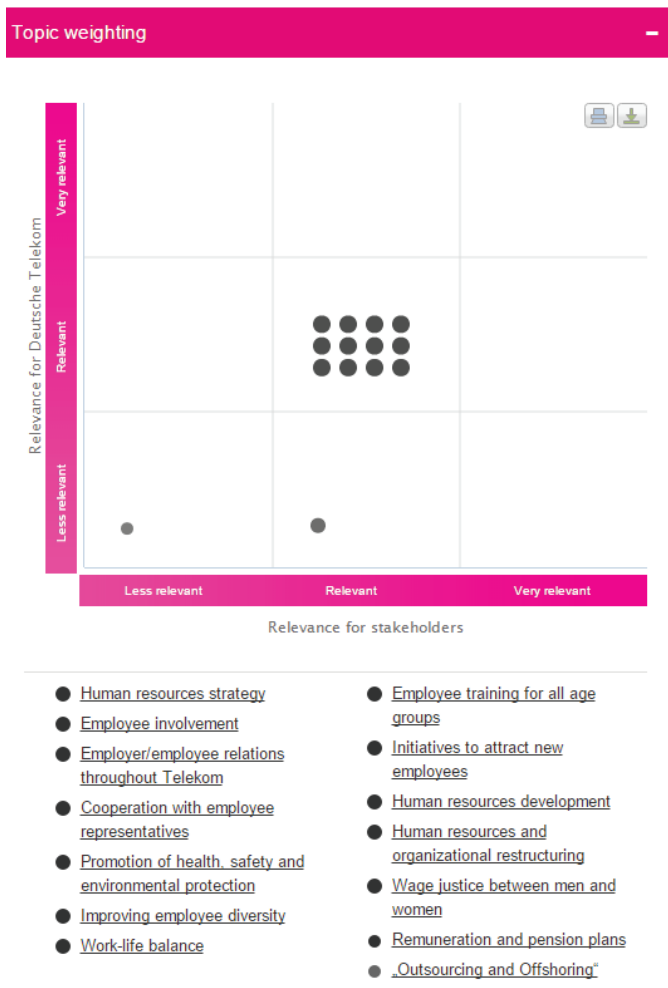 Topic weighting
Very relevant
Relevant
Less relevant
Relevance for Deutsche Telekom
Less relevant
Relevant
Very relevant
Relevance for stakeholders
Human resources strategy
Employee involvement
Employer/employee relations
throughout Telekom
Cooperation with employee
representatives
Promotion of health, safety and
environmental protection
Improving employee diversity
Work-life balance
Employee training for all age
groups
Initiatives to attract new
employees
Human resources development
Human resources and
organizational restructuring
Wage justice between men and
women
Remuneration and pension plans
„Outsourcing and Offshoring“